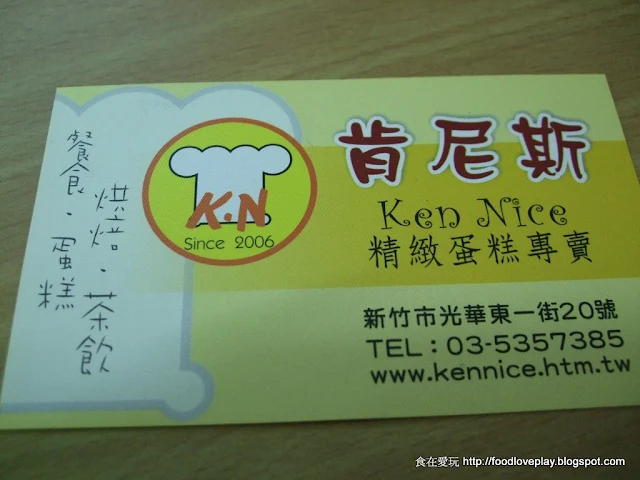 餐食·蛋糕
烘焙·茶飲
K.N
Since 2006
肯尼斯
Ken Nice
精緻蛋糕專賣
新竹市光華東一街20號
TEL：03-5357385
www.kennice.htm.tw
食在愛玩 http://foodloveplay.blogspot.com